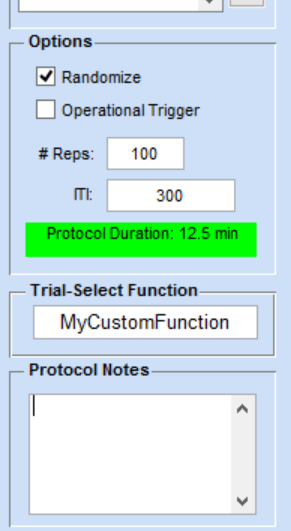 Options
Randomize
Operational Trigger
# Reps: 100
ITI: 300
Protocol Duration: 12.5 min
Trial-Select Function
MyCustomFunction
Protocol Notes